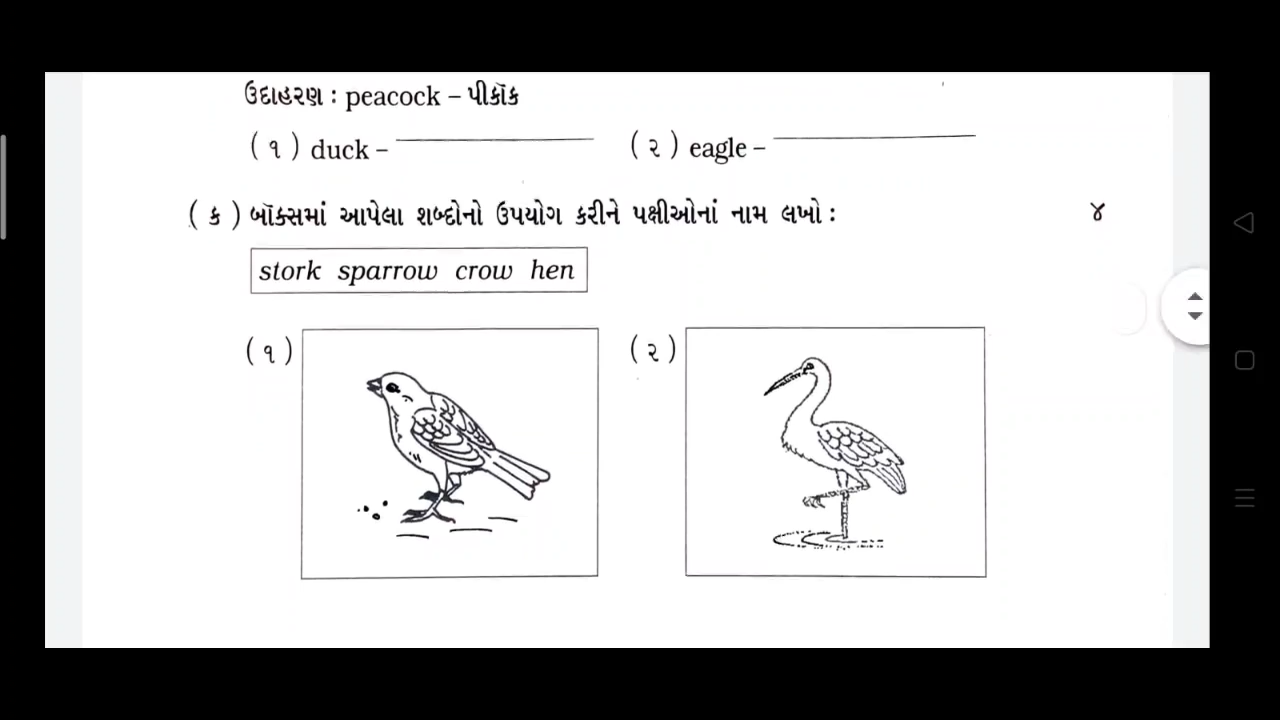 ઉદાહરણ : peacock – પીકૉક
( ૧ ) duck – ( ૨ ) eagle –
( ક ) બૉક્સમાં આપેલા શબ્દોનો ઉપયોગ કરીને પક્ષીઓનાં નામ લખો : ૪
stork sparrow crow hen
( ૧ ) ( ૨ )